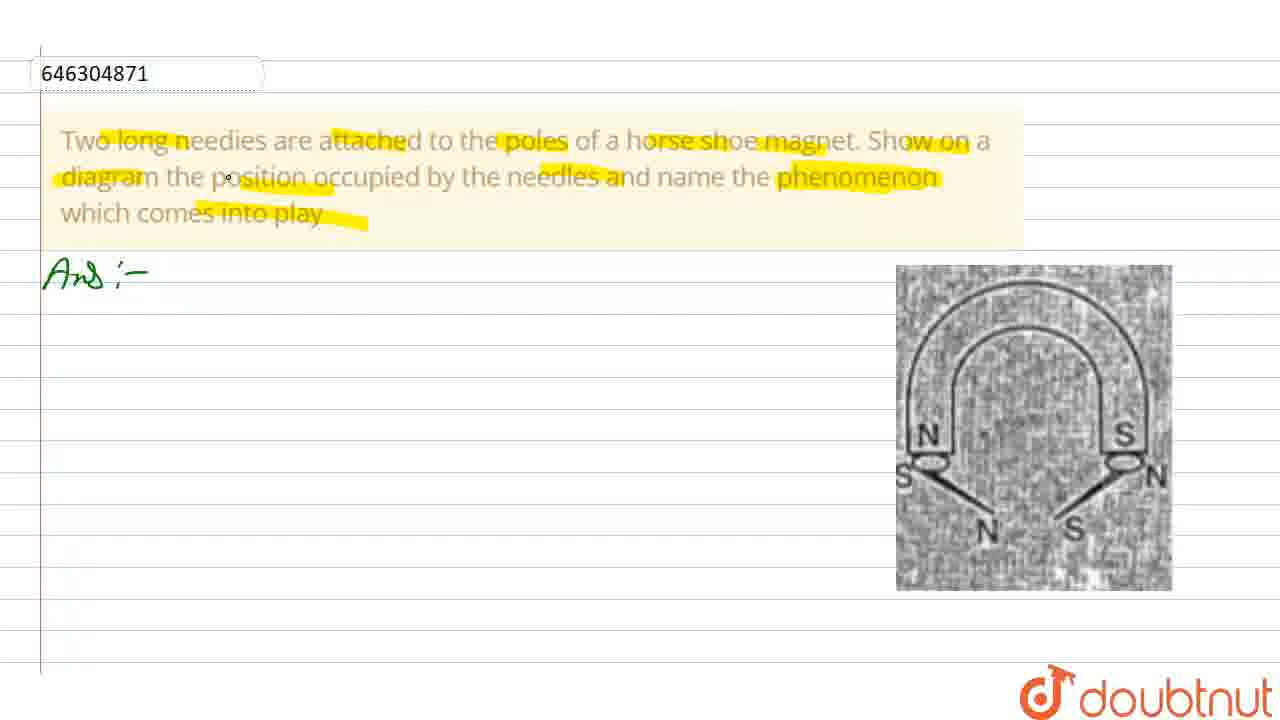 646304871
Two long needies are attached to the poles of a horse shoe magnet. Show on a
diagram the position occupied by the needles and name the phenomenon
which comes into play
Ans :-
N S
S N
N S
doubtnut